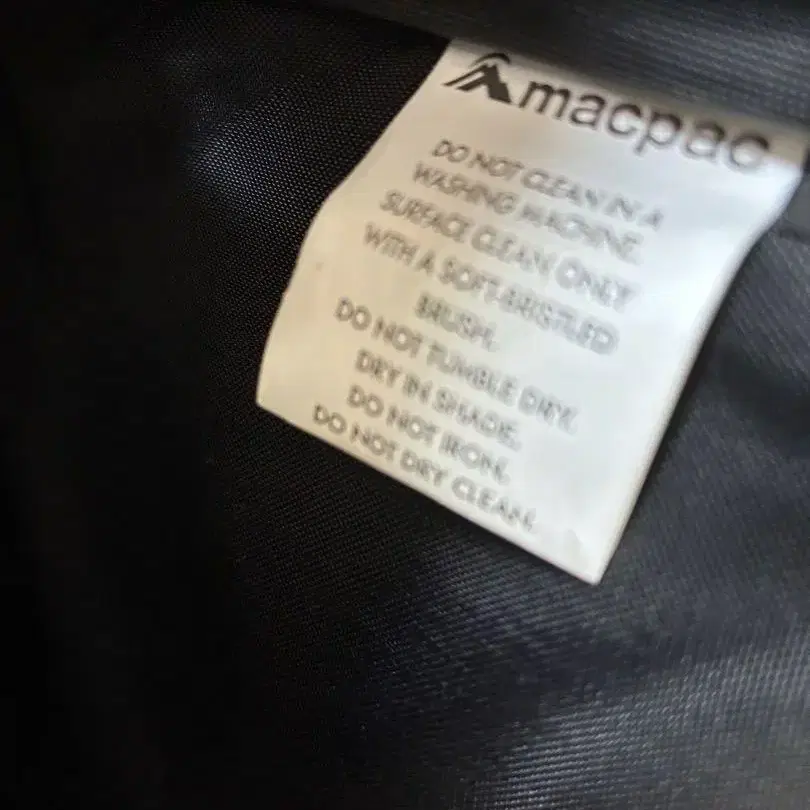 macpac
DO NOT CLEAN IN A
WASHING MACHINE.
SURFACE CLEAN ONLY
WITH A SOFT-BRISTLED
BRUSH.
DO NOT TUMBLE DRY.
DRY IN SHADE.
DO NOT IRON.
DO NOT DRY CLEAN.